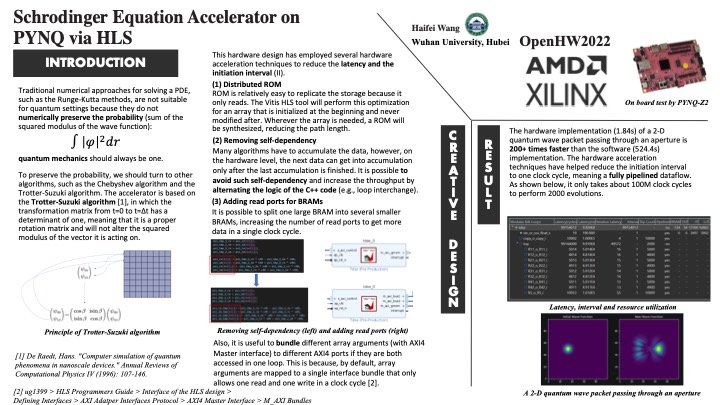 Schrodinger Equation Accelerator on
PYNQ via HLS
Haifei Wang
Wuhan University, Hubei
OpenHW2022
AMD
XILINX
On board test by PYNQ-Z2
INTRODUCTION
Traditional numerical approaches for solving a PDE,
such as the Runge-Kutta methods, are not suitable
for quantum settings because they do not
numerically preserve the probability (sum of the
squared modulus of the wave function):
∫ |φ|² dr
quantum mechanics should always be one.
To preserve the probability, we should turn to other
algorithms, such as the Chebyshev algorithm and the
Trotter-Suzuki algorithm. The accelerator is based on
the Trotter-Suzuki algorithm [1], in which the
transformation matrix from t=0 to t=Δt has a
determinant of one, meaning that it is a proper
rotation matrix and will not alter the squared
modulus of the vector it is acting on.
Principle of Trotter-Suzuki algorithm
[1] De Raedt, Hans. "Computer simulation of quantum
phenomena in nanoscale devices." Annual Reviews of
Computational Physics IV (1996): 107-146.
[2] ug1399 > HLS Programmers Guide > Interface of the HLS design >
Defining Interfaces > AXI Adatper Interfaces Protocol > AXI4 Master Interface > M_AXI Bundles
This hardware design has employed several hardware
acceleration techniques to reduce the latency and the
initiation interval (II).
(1) Distributed ROM
ROM is relatively easy to replicate the storage because it
only reads. The Vitis HLS tool will perform this optimization
for an array that is initialized at the beginning and never
modified after. Wherever the array is needed, a ROM will
be synthesized, reducing the path length.
(2) Removing self-dependency
Many algorithms have to accumulate the data, however, on
the hardware level, the next data can get into accumulation
only after the last accumulation is finished. It is possible to
avoid such self-dependency and increase the throughput by
alternating the logic of the C++ code (e.g., loop interchange).
(3) Adding read ports for BRAMs
It is possible to split one large BRAM into several smaller
BRAMs, increasing the number of read ports to get more
data in a single clock cycle.
Removing self-dependency (left) and adding read ports (right)
Also, it is useful to bundle different array arguments (with AXI4
Master interface) to different AXI4 ports if they are both
accessed in one loop. This is because, by default, array
arguments are mapped to a single interface bundle that only
allows one read and one write in a clock cycle [2].
CREATIVE DESIGN
RESULT
The hardware implementation (1.84s) of a 2-D
quantum wave packet passing through an aperture is
200+ times faster than the software (524.4s)
implementation. The hardware acceleration
techniques have helped reduce the initiation interval
to one clock cycle, meaning a fully pipelined dataflow.
As shown below, it only takes about 100M clock cycles
to perform 2000 evolutions.
Latency, interval and resource utilization
A 2-D quantum wave packet passing through an aperture